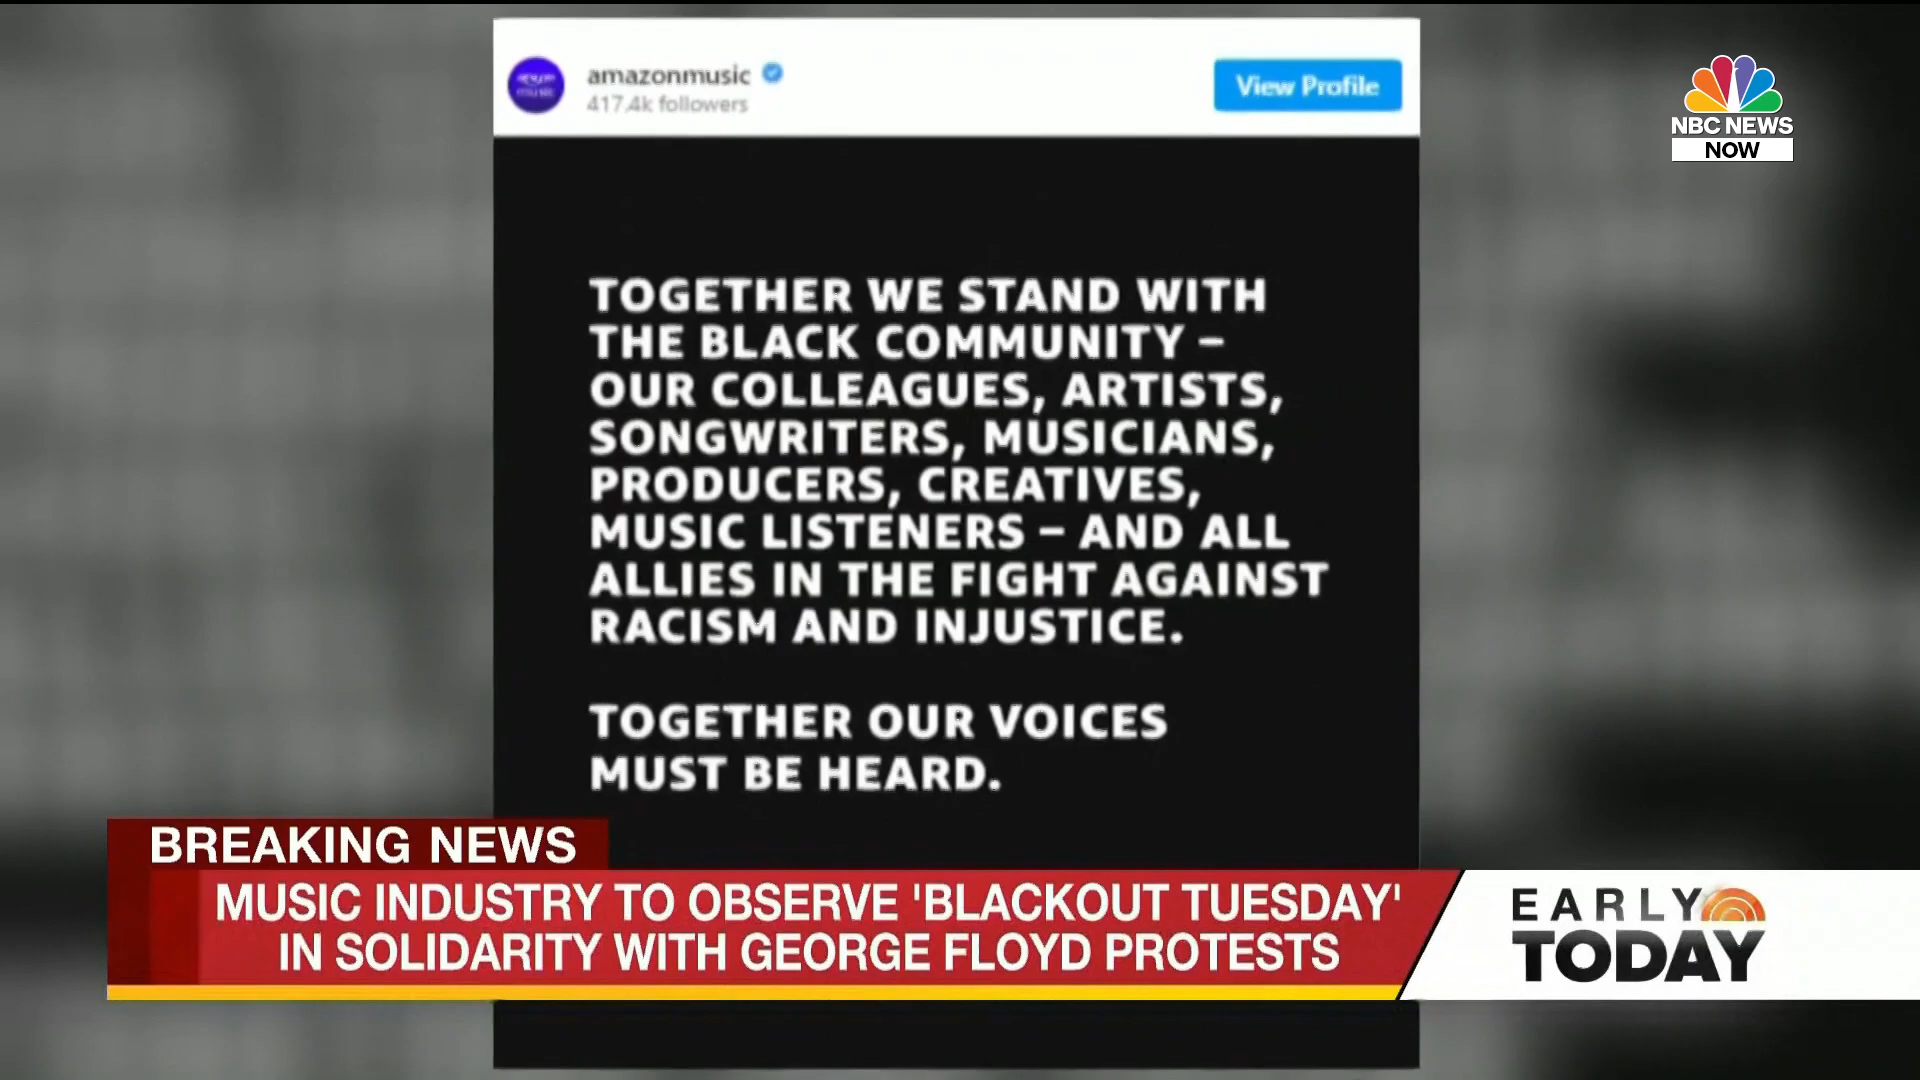 amazonmusic
417.4k followers
View Profile
NBC NEWS
NOW
TOGETHER WE STAND WITH
THE BLACK COMMUNITY –
OUR COLLEAGUES, ARTISTS,
SONGWRITERS, MUSICIANS,
PRODUCERS, CREATIVES,
MUSIC LISTENERS – AND ALL
ALLIES IN THE FIGHT AGAINST
RACISM AND INJUSTICE.
TOGETHER OUR VOICES
MUST BE HEARD.
BREAKING NEWS
MUSIC INDUSTRY TO OBSERVE 'BLACKOUT TUESDAY'
IN SOLIDARITY WITH GEORGE FLOYD PROTESTS
EARLY
TODAY